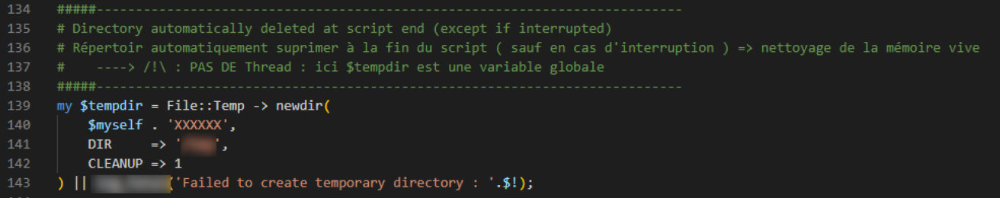 134 #####--------------------------------------------------------------------------------
135 # Directory automatically deleted at script end (except if interrupted)
136 # Répertoir automatiquement suprimer à la fin du script ( sauf en cas d'interruption ) => nettoyage de la mémoire vive
137 #    ----> /!\ : PAS DE Thread : ici $tempdir est une variable globale
138 #####--------------------------------------------------------------------------------
139 my $tempdir = File::Temp -> newdir(
140     $myself . 'XXXXXX',
141     DIR     => '',
142     CLEANUP => 1
143 ) || ('Failed to create temporary directory : '.$!);